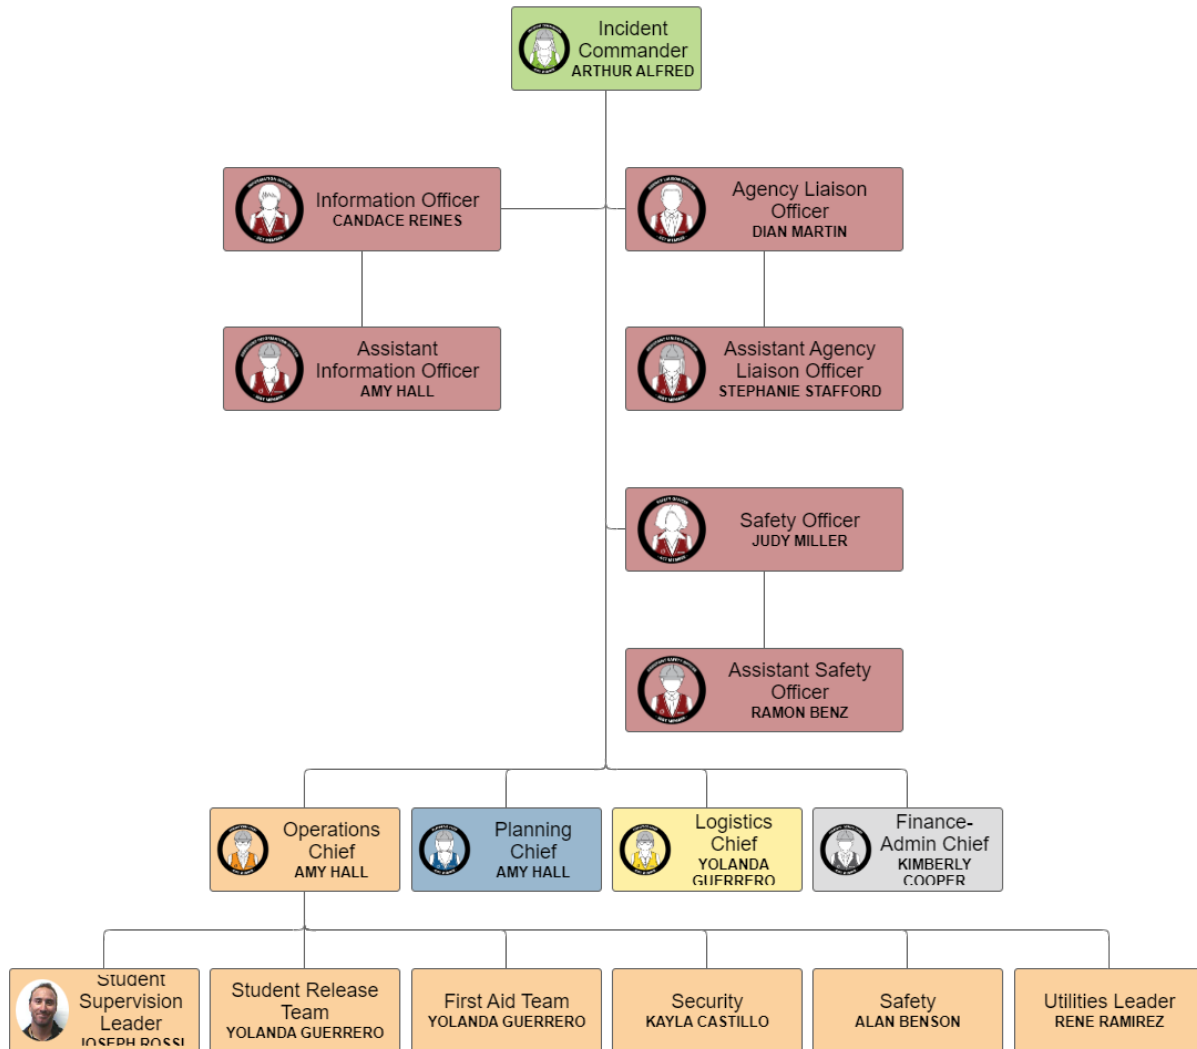 Incident
Commander
ARTHUR ALFRED
Information Officer
CANDACE REINES
Agency Liaison
Officer
DIAN MARTIN
Assistant
Information Officer
AMY HALL
Assistant Agency
Liaison Officer
STEPHANIE STAFFORD
Safety Officer
JUDY MILLER
Assistant Safety
Officer
RAMON BENZ
Operations
Chief
AMY HALL
Planning
Chief
AMY HALL
Logistics
Chief
YOLANDA
GUERRERO
Finance-
Admin Chief
KIMBERLY
COOPER
Student
Supervision
Leader
JOSEPH ROSSI
Student Release
Team
YOLANDA GUERRERO
First Aid Team
YOLANDA GUERRERO
Security
KAYLA CASTILLO
Safety
ALAN BENSON
Utilities Leader
RENE RAMIREZ